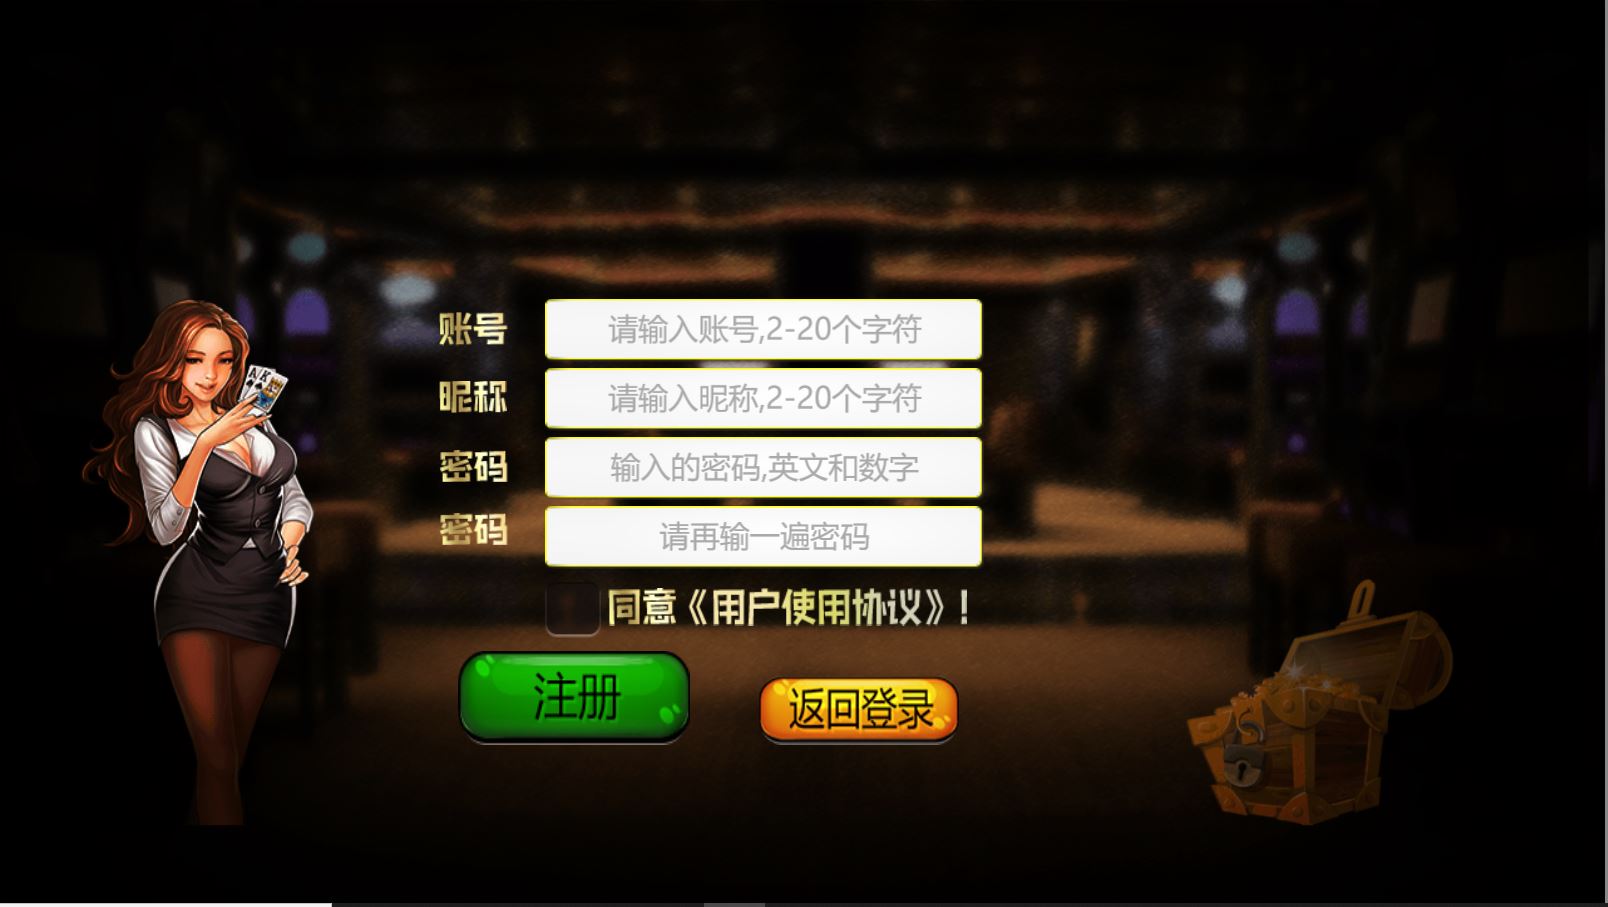 账号 请输入账号,2-20个字符
昵称 请输入昵称,2-20个字符
密码 输入的密码,英文和数字
密码 请再输一遍密码
同意《用户使用协议》!
注册 返回登录